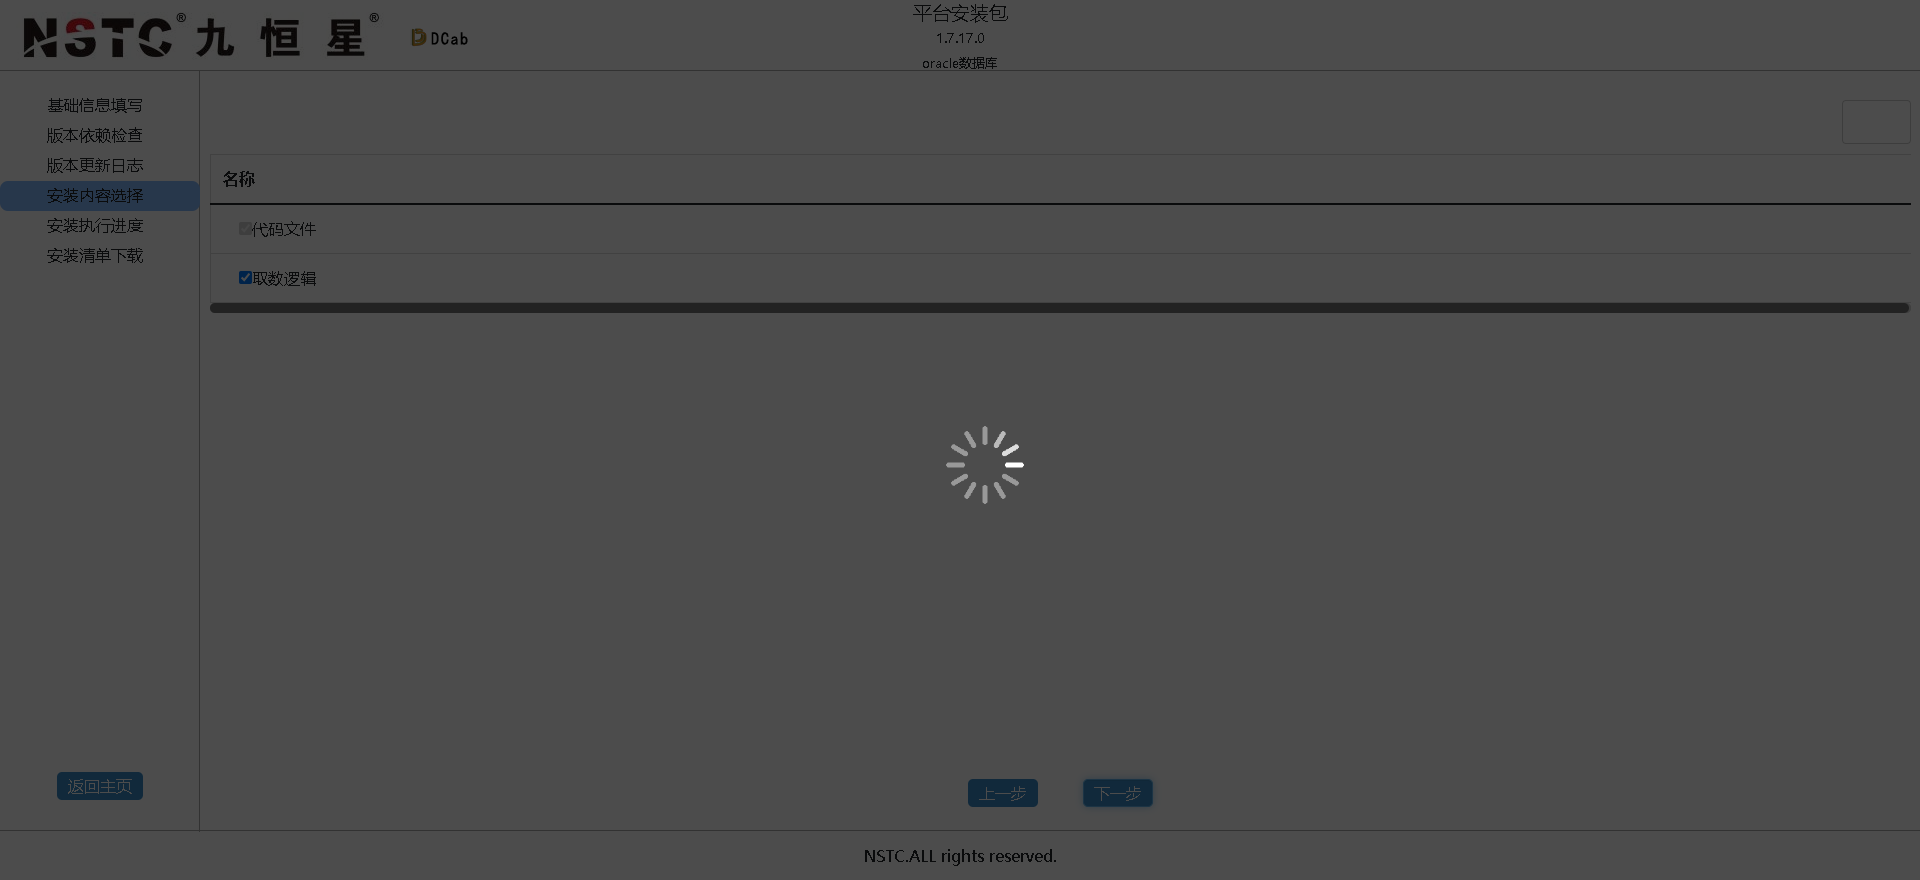 NSTC® 九恒星® DCab
平台安装包
1.7.17.0
oracle数据库
基础信息填写
版本依赖检查
版本更新日志
安装内容选择
安装执行进度
安装清单下载
名称
代码文件
取数逻辑
返回主页
上一步
下一步
NSTC.ALL rights reserved.